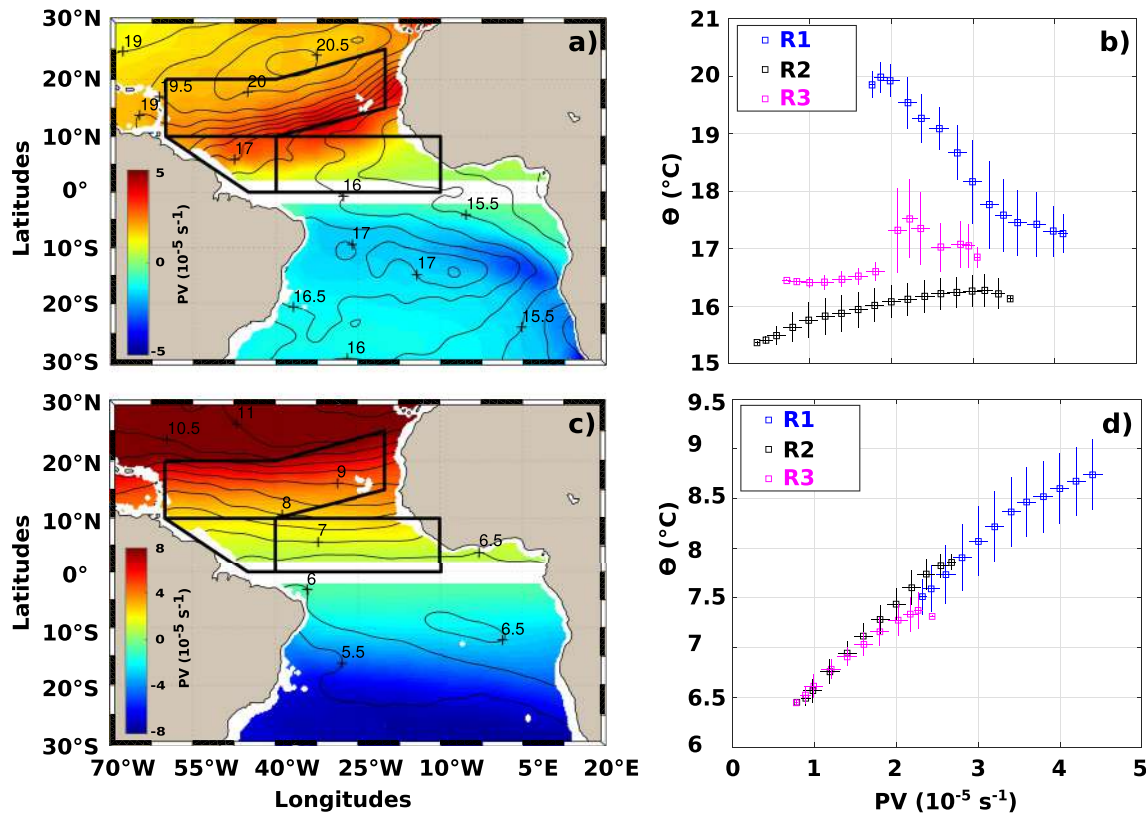 30°N
20°N
10°N
0°
10°S
20°S
30°S
Latitudes
a)
19
20.5
19.5
20
19
17
16
15.5
17
17
16.5
15.5
16
5
0
-5
PV (10-5 s-1)
b)
21
20
19
18
17
16
15
Θ (°C)
R1
R2
R3
30°N
20°N
10°N
0°
10°S
20°S
30°S
Latitudes
c)
11
10.5
9
8
7
6.5
6
6.5
5.5
8
4
0
-4
-8
PV (10-5 s-1)
70°W 55°W 40°W 25°W 10°W 5°E 20°E
Longitudes
d)
9.5
9
8.5
8
7.5
7
6.5
6
Θ (°C)
R1
R2
R3
0 1 2 3 4 5
PV (10-5 s-1)